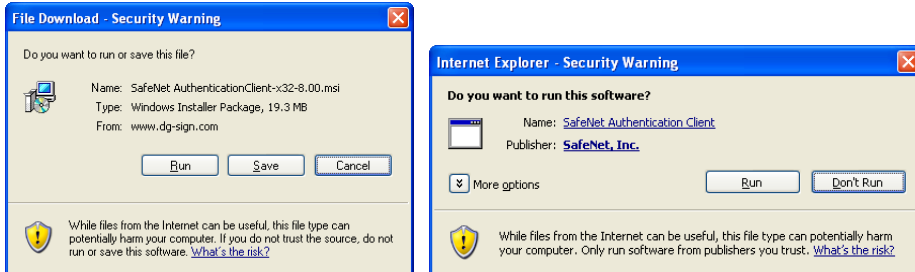 File Download - Security Warning
Do you want to run or save this file?
Name: SafeNet AuthenticationClient-x32-8.00.msi
Type: Windows Installer Package, 19.3 MB
From: www.dg-sign.com
Run Save Cancel
While files from the Internet can be useful, this file type can
potentially harm your computer. If you do not trust the source, do not
run or save this software. What's the risk?
Internet Explorer - Security Warning
Do you want to run this software?
Name: SafeNet Authentication Client
Publisher: SafeNet, Inc.
More options Run Don't Run
While files from the Internet can be useful, this file type can potentially harm
your computer. Only run software from publishers you trust. What's the risk?